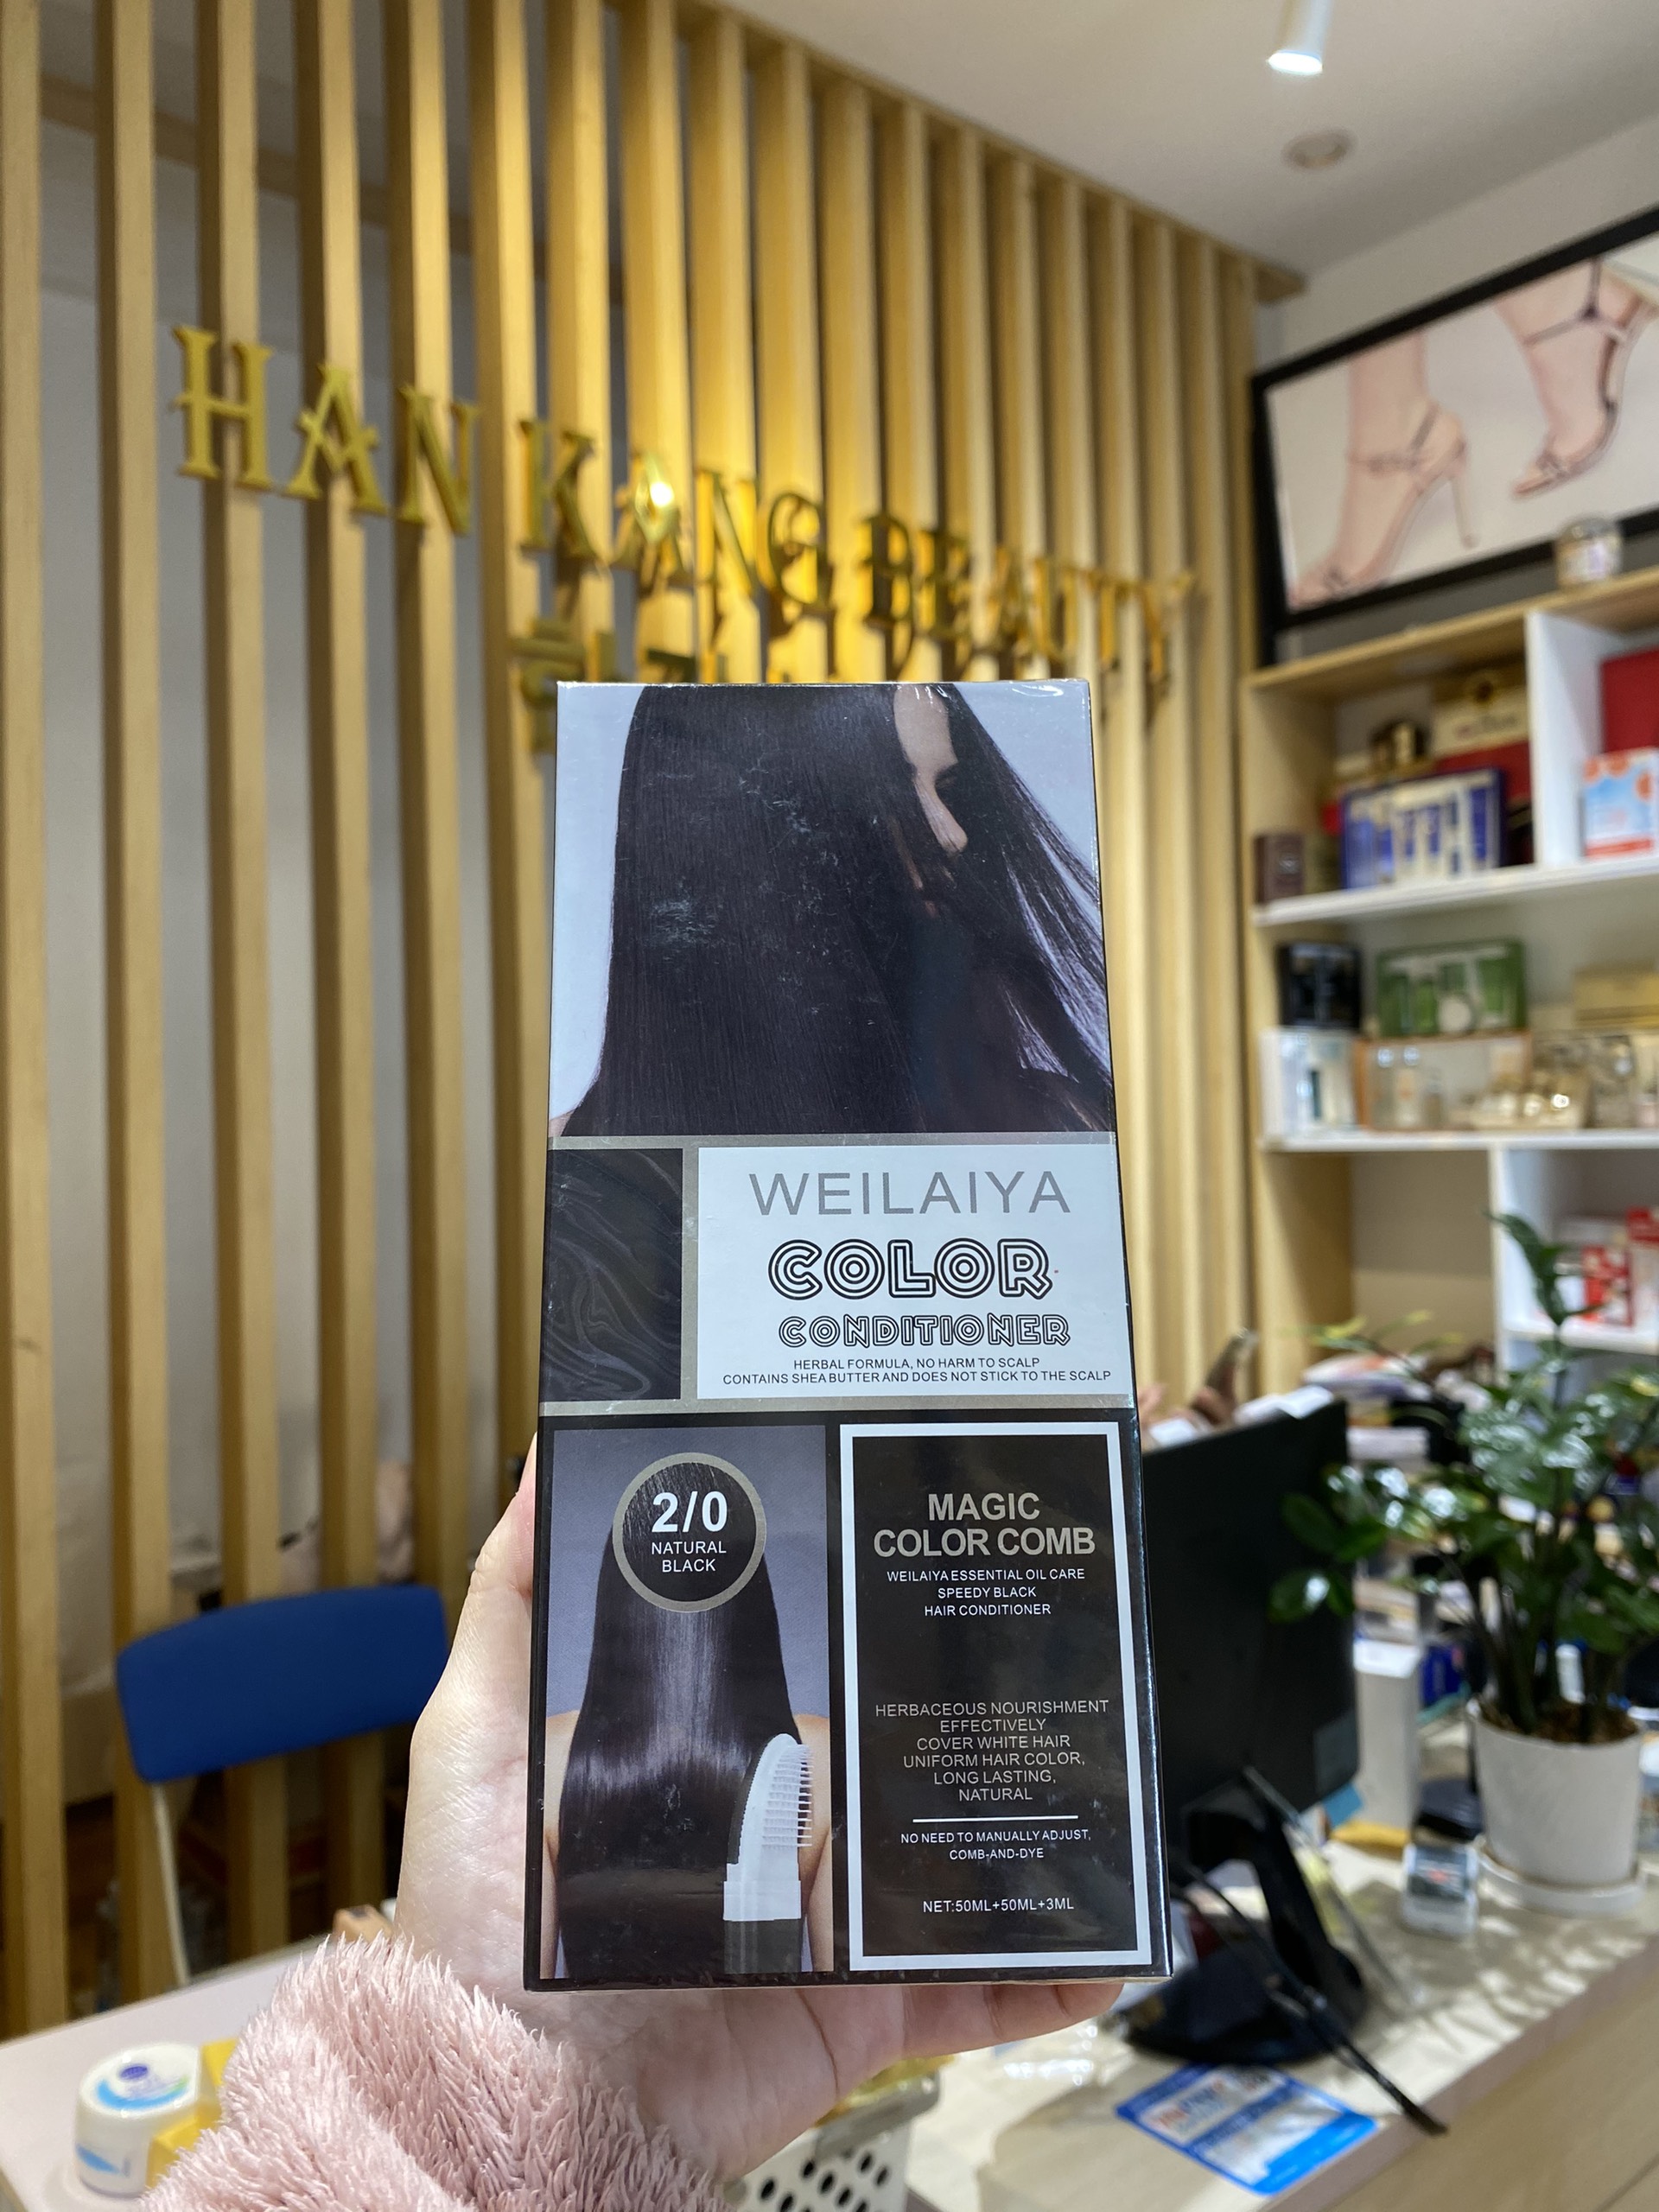 HAN KANG BEAUTY
WEILAIYA
COLOR
CONDITIONER
HERBAL FORMULA, NO HARM TO SCALP
CONTAINS SHEA BUTTER AND DOES NOT STICK TO THE SCALP
2/0
NATURAL
BLACK
MAGIC
COLOR COMB
WEILAIYA ESSENTIAL OIL CARE
SPEEDY BLACK
HAIR CONDITIONER
HERBACEOUS NOURISHMENT
EFFECTIVELY
COVER WHITE HAIR
UNIFORM HAIR COLOR,
LONG LASTING,
NATURAL
NO NEED TO MANUALLY ADJUST,
COMB-AND-DYE
NET:50ML+50ML+3ML